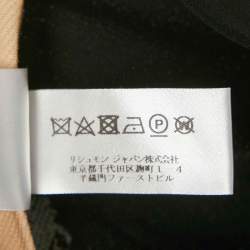 リシュモン ジャパン株式会社
東京都千代田区麹町1-4
半蔵門ファーストビル